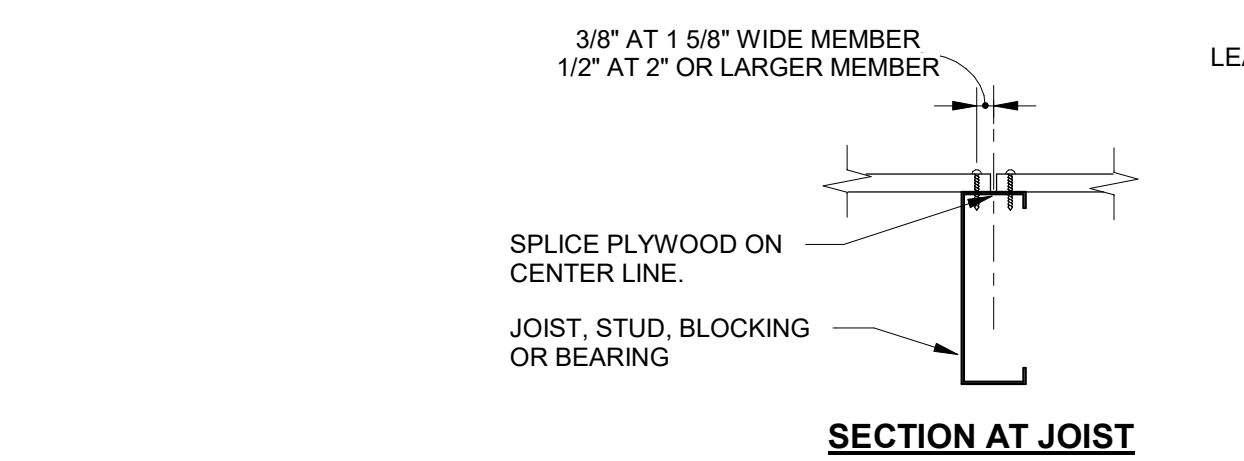 3/8" AT 1 5/8" WIDE MEMBER
1/2" AT 2" OR LARGER MEMBER
SPLICE PLYWOOD ON
CENTER LINE.
JOIST, STUD, BLOCKING
OR BEARING
SECTION AT JOIST